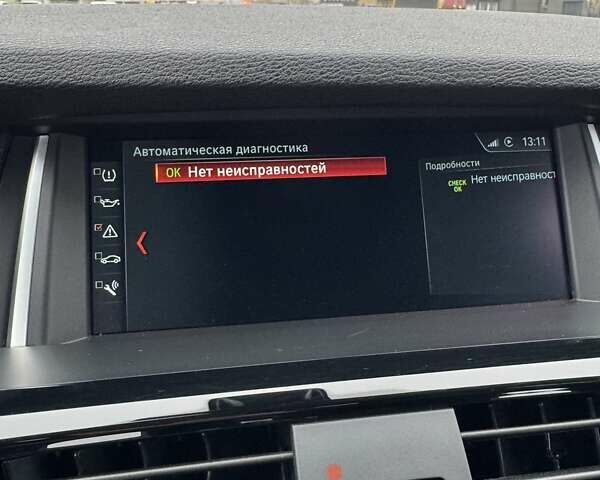 Автоматическая диагностика
13:11
OK Нет неисправностей
Подробности
CHECK OK Нет неисправност